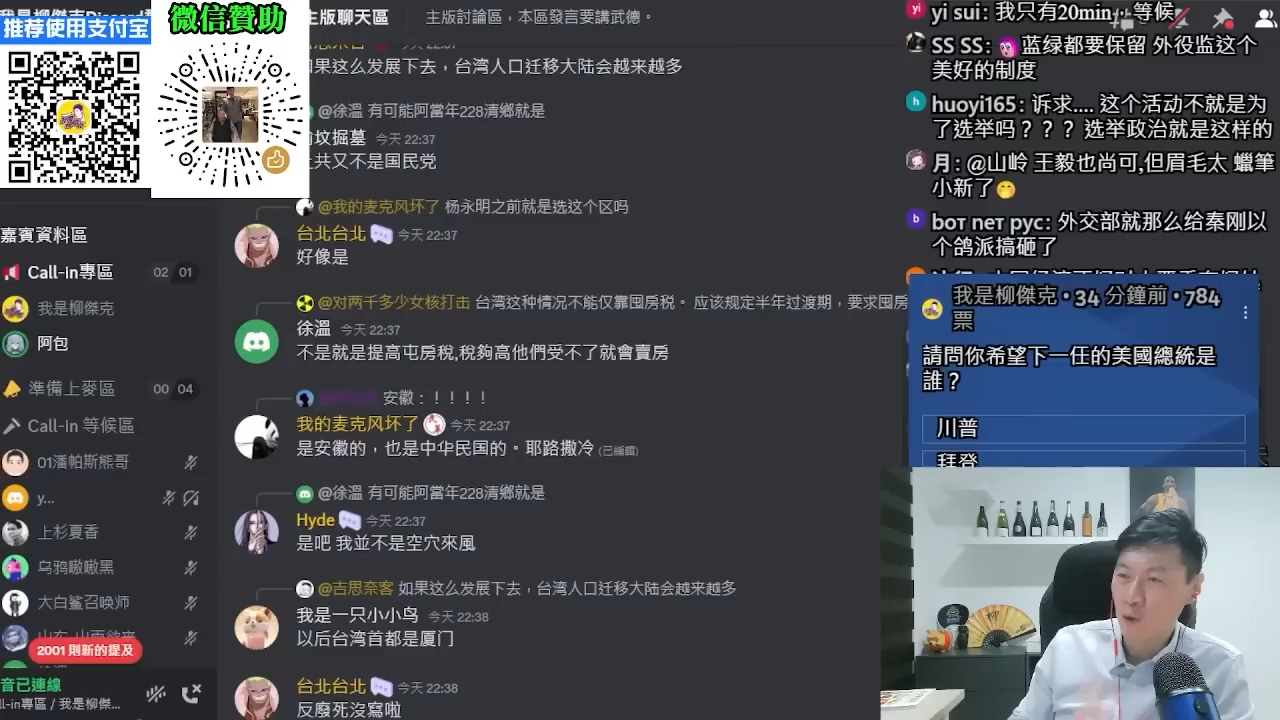 推荐使用支付宝
微信贊助
嘉賓資料區
Call-in專區 02 01
我是柳傑克
阿包
準備上麥區 00 04
Call-in 等候區
01潘帕斯熊哥
y...
上杉夏香
乌鸦嗷嗷黑
大白鲨召唤师
2001 則新的提及
音已連線
ll-in專區 / 我是柳傑...
主版聊天區 主版討論區，本區發言要講武德。
果这么发展下去，台湾人口迁移大陆会越来越多
@徐溫 有可能阿當年228清鄉就是
坟掘墓 今天 22:37
共又不是国民党
@我的麦克风坏了 杨永明之前就是选这个区吗
台北台北 今天 22:37
好像是
@对两千多少女核打击 台湾这种情况不能仅靠囤房税。 应该规定半年过渡期，要求囤房
徐溫 今天 22:37
不是就是提高屯房稅,稅夠高他們受不了就會賣房
安徽：！！！！
我的麦克风坏了 今天 22:37
是安徽的，也是中华民国的。耶路撒冷 (已編輯)
@徐溫 有可能阿當年228清鄉就是
Hyde 今天 22:37
是吧 我並不是空穴來風
@吉思奈客 如果这么发展下去，台湾人口迁移大陆会越来越多
我是一只小小鸟 今天 22:38
以后台湾首都是厦门
台北台北 今天 22:38
反廢死沒寫啦
yi sui: 我只有20min，等候
SS SS: 蓝绿都要保留 外役监这个
美好的制度
huoyi165: 诉求.... 这个活动不就是为
了选举吗？？？ 选举政治就是这样的
月: @山岭 王毅也尚可,但眉毛太 蠟筆
小新了
bот neт рус: 外交部就那么给秦刚以
个鸽派搞砸了
我是柳傑克 • 34 分鐘前 • 784
票
請問你希望下一任的美國總統是
誰？
川普
拜登